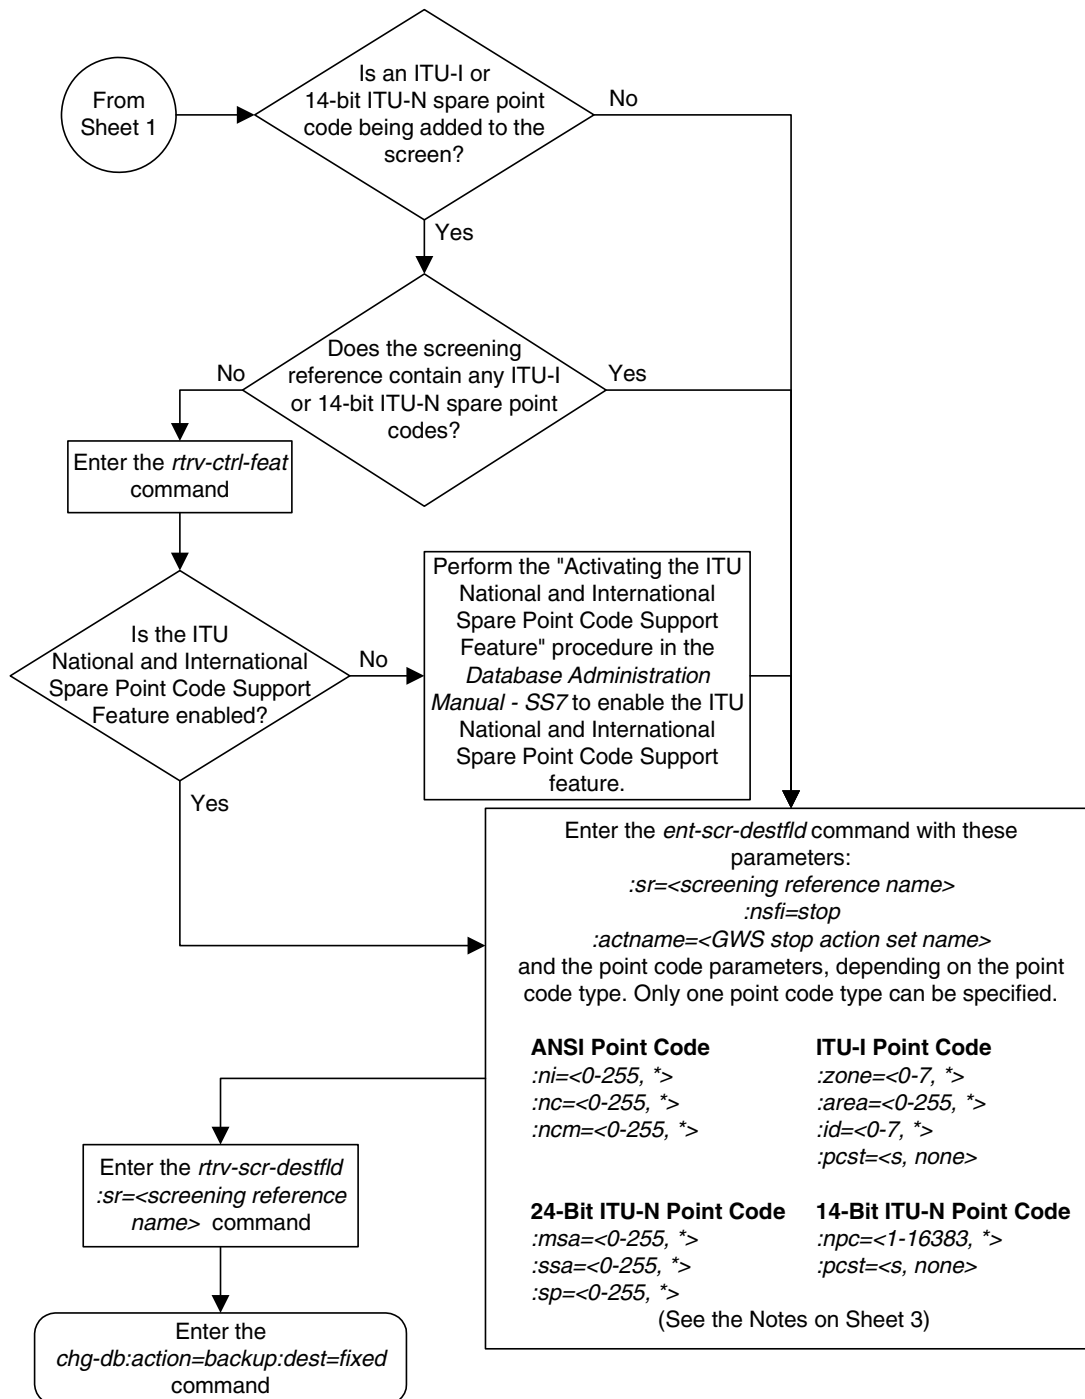 From
Sheet 1
Is an ITU-I or
14-bit ITU-N spare point
code being added to the
screen?
No
Yes
Does the screening
reference contain any ITU-I
or 14-bit ITU-N spare point
codes?
No
Yes
Enter the rtrv-ctrl-feat
command
Is the ITU
National and International
Spare Point Code Support
Feature enabled?
No
Yes
Perform the "Activating the ITU
National and International
Spare Point Code Support
Feature" procedure in the
Database Administration
Manual - SS7 to enable the ITU
National and International
Spare Point Code Support
feature.
Enter the ent-scr-destfld command with these
parameters:
:sr=<screening reference name>
:nsfi=stop
:actname=<GWS stop action set name>
and the point code parameters, depending on the point
code type. Only one point code type can be specified.
ANSI Point Code
:ni=<0-255, *>
:nc=<0-255, *>
:ncm=<0-255, *>
ITU-I Point Code
:zone=<0-7, *>
:area=<0-255, *>
:id=<0-7, *>
:pcst=<s, none>
24-Bit ITU-N Point Code
:msa=<0-255, *>
:ssa=<0-255, *>
:sp=<0-255, *>
14-Bit ITU-N Point Code
:npc=<1-16383, *>
:pcst=<s, none>
(See the Notes on Sheet 3)
Enter the rtrv-scr-destfld
:sr=<screening reference
name> command
Enter the
chg-db:action=backup:dest=fixed
command